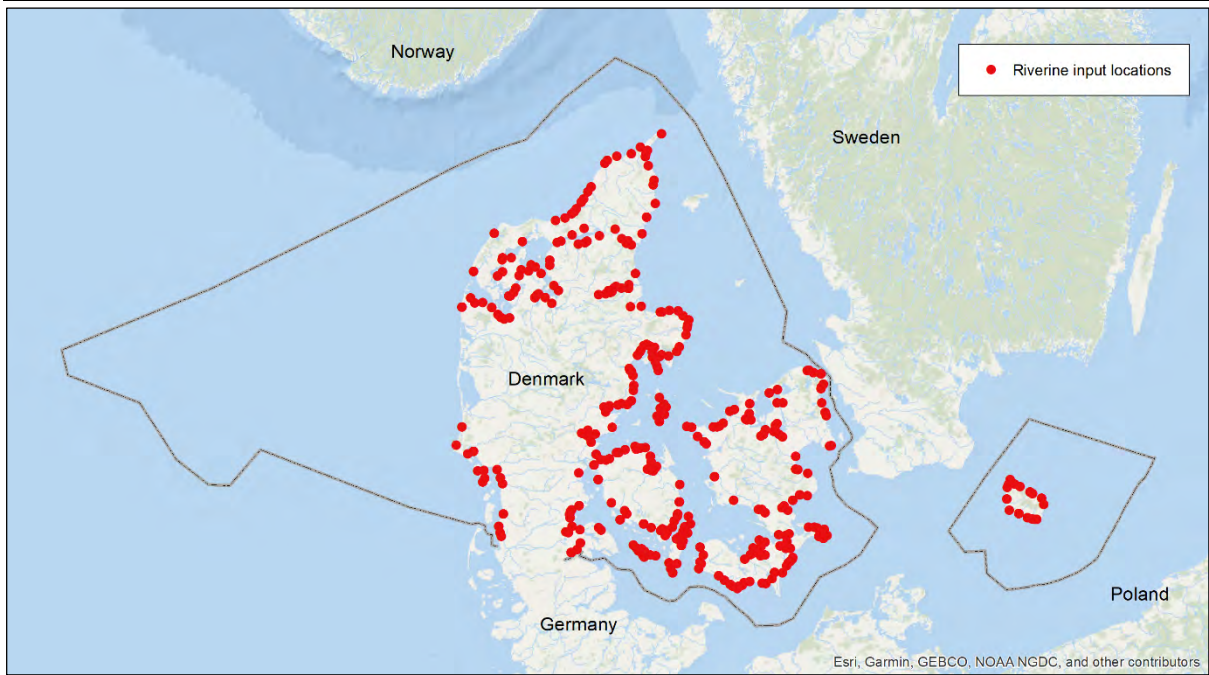 Norway
Riverine input locations
Sweden
Denmark
Poland
Germany
Esri, Garmin, GEBCO, NOAA NGDC, and other contributors